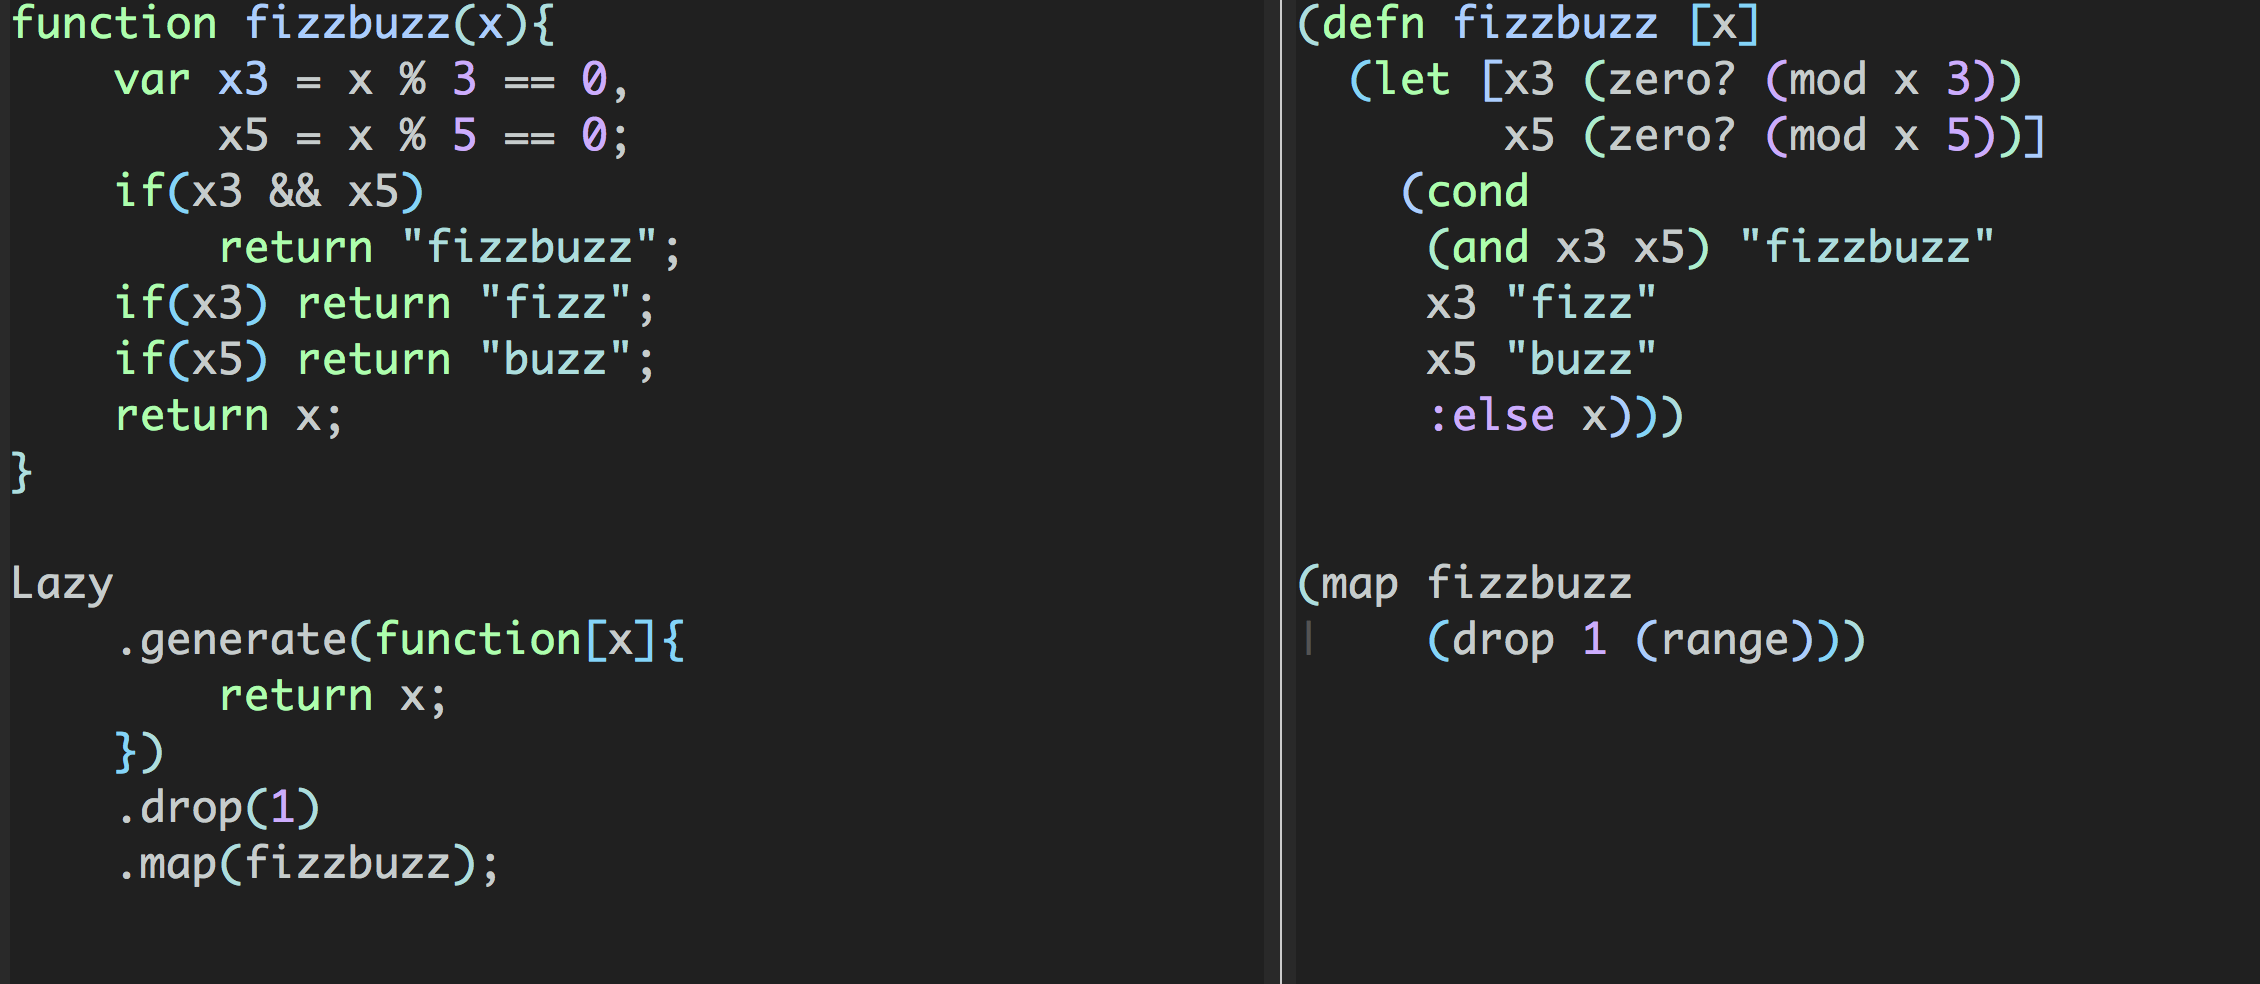 function fizzbuzz(x){
    var x3 = x % 3 == 0,
        x5 = x % 5 == 0;
    if(x3 && x5)
        return "fizzbuzz";
    if(x3) return "fizz";
    if(x5) return "buzz";
    return x;
}
Lazy
    .generate(function[x]{
        return x;
    })
    .drop(1)
    .map(fizzbuzz);
(defn fizzbuzz [x]
  (let [x3 (zero? (mod x 3))
        x5 (zero? (mod x 5))]
    (cond
     (and x3 x5) "fizzbuzz"
     x3 "fizz"
     x5 "buzz"
     :else x)))
(map fizzbuzz
     (drop 1 (range)))